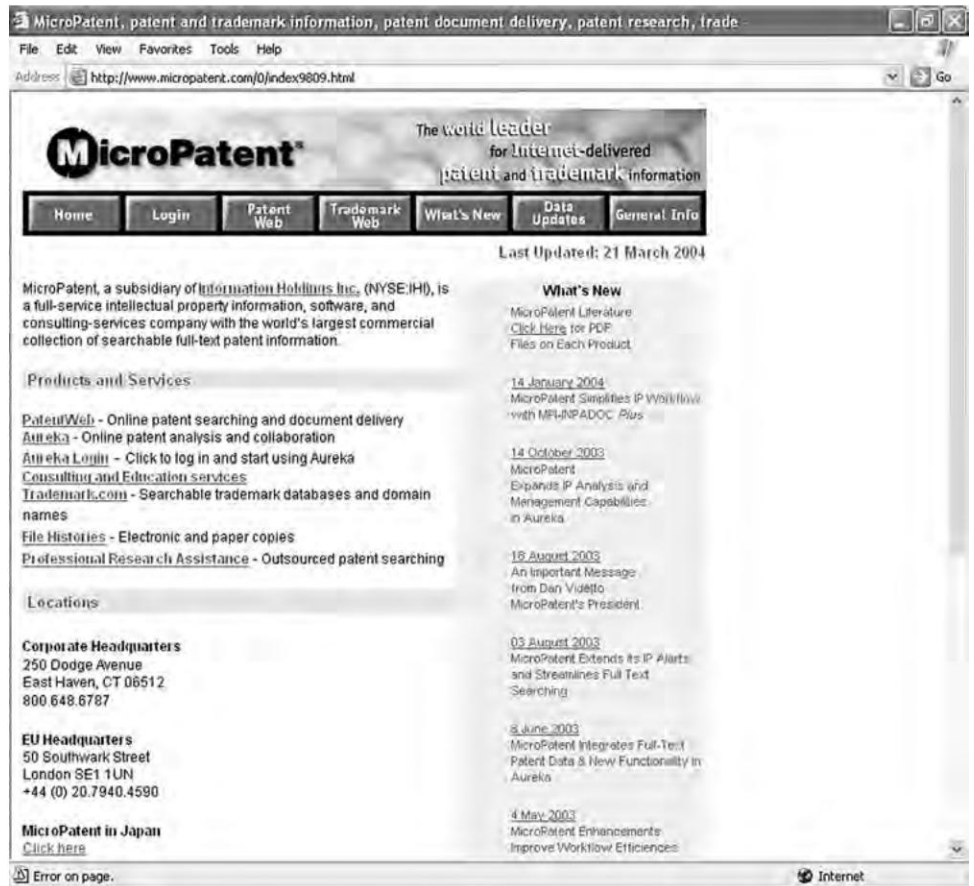 MicroPatent, patent and trademark information, patent document delivery, patent research, trade
File Edit View Favorites Tools Help
Address http://www.micropatent.com/0/index9809.html Go
MicroPatent
The world leader
for Internet-delivered
patent and trademark information
Home Login Patent Web Trademark Web What's New Data Updates General Info
Last Updated: 21 March 2004
MicroPatent, a subsidiary of Information Holdings Inc. (NYSE:IHI), is
a full-service intellectual property information, software, and
consulting-services company with the world's largest commercial
collection of searchable full-text patent information.
Products and Services
PatentWeb - Online patent searching and document delivery
Aureka - Online patent analysis and collaboration
Aureka Login – Click to log in and start using Aureka
Consulting and Education services
Trademark.com - Searchable trademark databases and domain
names
File Histories - Electronic and paper copies
Professional Research Assistance - Outsourced patent searching
Locations
Corporate Headquarters
250 Dodge Avenue
East Haven, CT 06512
800.648.6787
EU Headquarters
50 Southwark Street
London SE1 1UN
+44 (0) 20.7940.4590
MicroPatent in Japan
Click here
What's New
MicroPatent Literature
Click Here for PDF
Files on Each Product
14 January 2004
MicroPatent Simplifies IP Workflow
with MPI-INPADOC Plus
14 October 2003
MicroPatent
Expands IP Analysis and
Management Capabilities
in Aureka
18 August 2003
An Important Message
from Dan Videtto
MicroPatent's President
03 August 2003
MicroPatent Extends its IP Alerts
and Streamlines Full Text
Searching
8 June 2003
MicroPatent Integrates Full-Text
Patent Data & New Functionality in
Aureka
4 May 2003
MicroPatent Enhancements
Improve Workflow Efficiences
Error on page. Internet